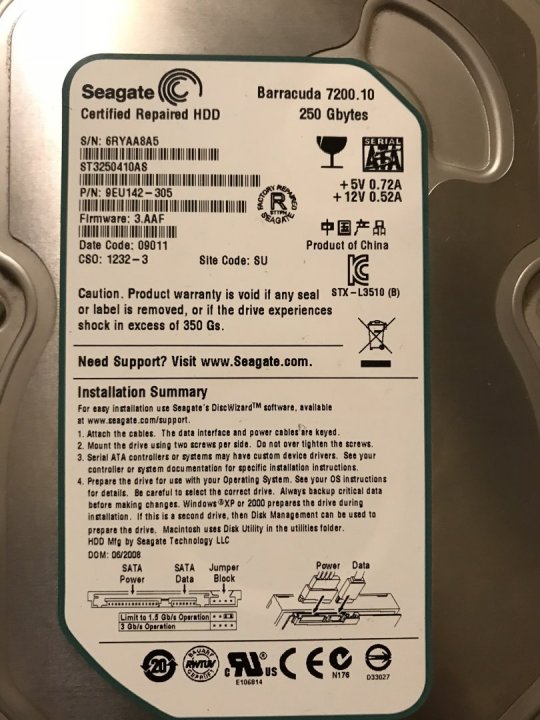 Seagate
Barracuda 7200.10
Certified Repaired HDD
250 Gbytes
S/N: 6RYAA8A5
ST3250410AS
P/N: 9EU142-305
Firmware: 3.AAF
Date Code: 09011
CSO: 1232-3
Site Code: SU
SERIAL
ATA
+5V 0.72A
+12V 0.52A
FACTORY REPAIRED
R
SEAGATE
中国产品
Product of China
STX-L3510 (B)
Caution. Product warranty is void if any seal
or label is removed, or if the drive experiences
shock in excess of 350 Gs.
Need Support? Visit www.Seagate.com.
Installation Summary
For easy installation use Seagate's DiscWizard™ software, available
at www.seagate.com/support.
1. Attach the cables. The data interface and power cables are keyed.
2. Mount the drive using two screws per side. Do not over tighten the screws.
3. Serial ATA controllers or systems may have custom device drivers. See your
controller or system documentation for specific installation instructions.
4. Prepare the drive for use with your Operating System. See your OS instructions
for details. Be careful to select the correct drive. Always backup critical data
before making changes. Windows®XP or 2000 prepares the drive during
installation. If this is a second drive, then Disk Management can be used to
prepare the drive. Macintosh uses Disk Utility in the utilities folder.
HDD Mfg by Seagate Technology LLC
DOM: 06/2008
SATA Power
SATA Data
Jumper Block
Power Data
Limit to 1.5 Gb/s Operation
3 Gb/s Operation
20
BAUART GEPRÜFT
RWTÜV
c RU ® US
E106814
CE
N176
D33027